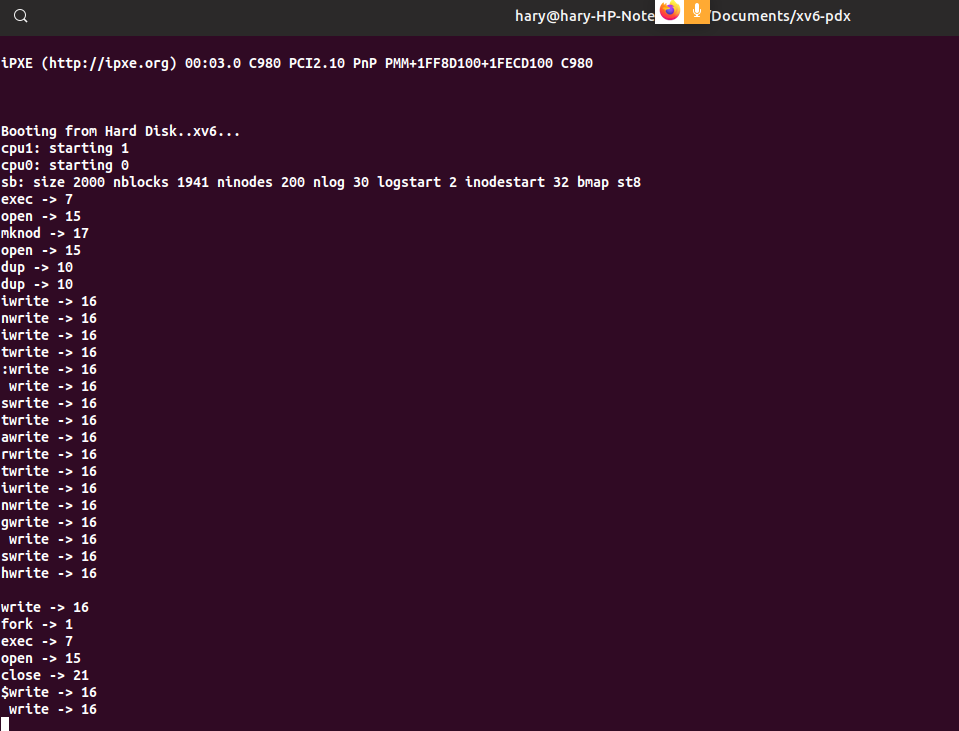 hary@hary-HP-Note /Documents/xv6-pdx
iPXE (http://ipxe.org) 00:03.0 C980 PCI2.10 PnP PMM+1FF8D100+1FECD100 C980
Booting from Hard Disk..xv6...
cpu1: starting 1
cpu0: starting 0
sb: size 2000 nblocks 1941 ninodes 200 nlog 30 logstart 2 inodestart 32 bmap st8
exec -> 7
open -> 15
mknod -> 17
open -> 15
dup -> 10
dup -> 10
iwrite -> 16
nwrite -> 16
iwrite -> 16
twrite -> 16
:write -> 16
 write -> 16
swrite -> 16
twrite -> 16
awrite -> 16
rwrite -> 16
twrite -> 16
iwrite -> 16
nwrite -> 16
gwrite -> 16
 write -> 16
swrite -> 16
hwrite -> 16
write -> 16
fork -> 1
exec -> 7
open -> 15
close -> 21
$write -> 16
 write -> 16